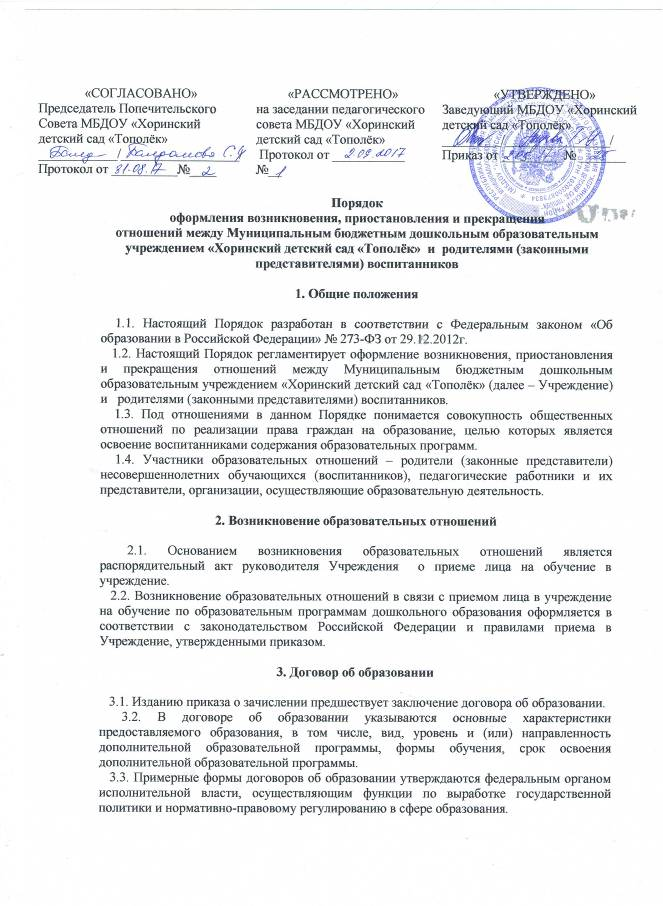 «СОГЛАСОВАНО»
Председатель Попечительского
Совета МБДОУ «Хоринский
детский сад «Тополёк»
Протокол от 31.08.17 № 2
«РАССМОТРЕНО»
на заседании педагогического
совета МБДОУ «Хоринский
детский сад «Тополёк»
Протокол от 2.09.2017
№ 1
«УТВЕРЖДЕНО»
Заведующий МБДОУ «Хоринский
детский сад «Тополёк»
Приказ от №
Порядок
оформления возникновения, приостановления и прекращения
отношений между Муниципальным бюджетным дошкольным образовательным
учреждением «Хоринский детский сад «Тополёк» и родителями (законными
представителями) воспитанников
1. Общие положения
1.1. Настоящий Порядок разработан в соответствии с Федеральным законом «Об
образовании в Российской Федерации» № 273-ФЗ от 29.12.2012г.
1.2. Настоящий Порядок регламентирует оформление возникновения, приостановления
и прекращения отношений между Муниципальным бюджетным дошкольным
образовательным учреждением «Хоринский детский сад «Тополёк» (далее – Учреждение)
и родителями (законными представителями) воспитанников.
1.3. Под отношениями в данном Порядке понимается совокупность общественных
отношений по реализации права граждан на образование, целью которых является
освоение воспитанниками содержания образовательных программ.
1.4. Участники образовательных отношений – родители (законные представители)
несовершеннолетних обучающихся (воспитанников), педагогические работники и их
представители, организации, осуществляющие образовательную деятельность.
2. Возникновение образовательных отношений
2.1. Основанием возникновения образовательных отношений является
распорядительный акт руководителя Учреждения о приеме лица на обучение в
учреждение.
2.2. Возникновение образовательных отношений в связи с приемом лица в учреждение
на обучение по образовательным программам дошкольного образования оформляется в
соответствии с законодательством Российской Федерации и правилами приема в
Учреждение, утвержденными приказом.
3. Договор об образовании
3.1. Изданию приказа о зачислении предшествует заключение договора об образовании.
3.2. В договоре об образовании указываются основные характеристики
предоставляемого образования, в том числе, вид, уровень и (или) направленность
дополнительной образовательной программы, формы обучения, срок освоения
дополнительной образовательной программы.
3.3. Примерные формы договоров об образовании утверждаются федеральным органом
исполнительной власти, осуществляющим функции по выработке государственной
политики и нормативно-правовому регулированию в сфере образования.